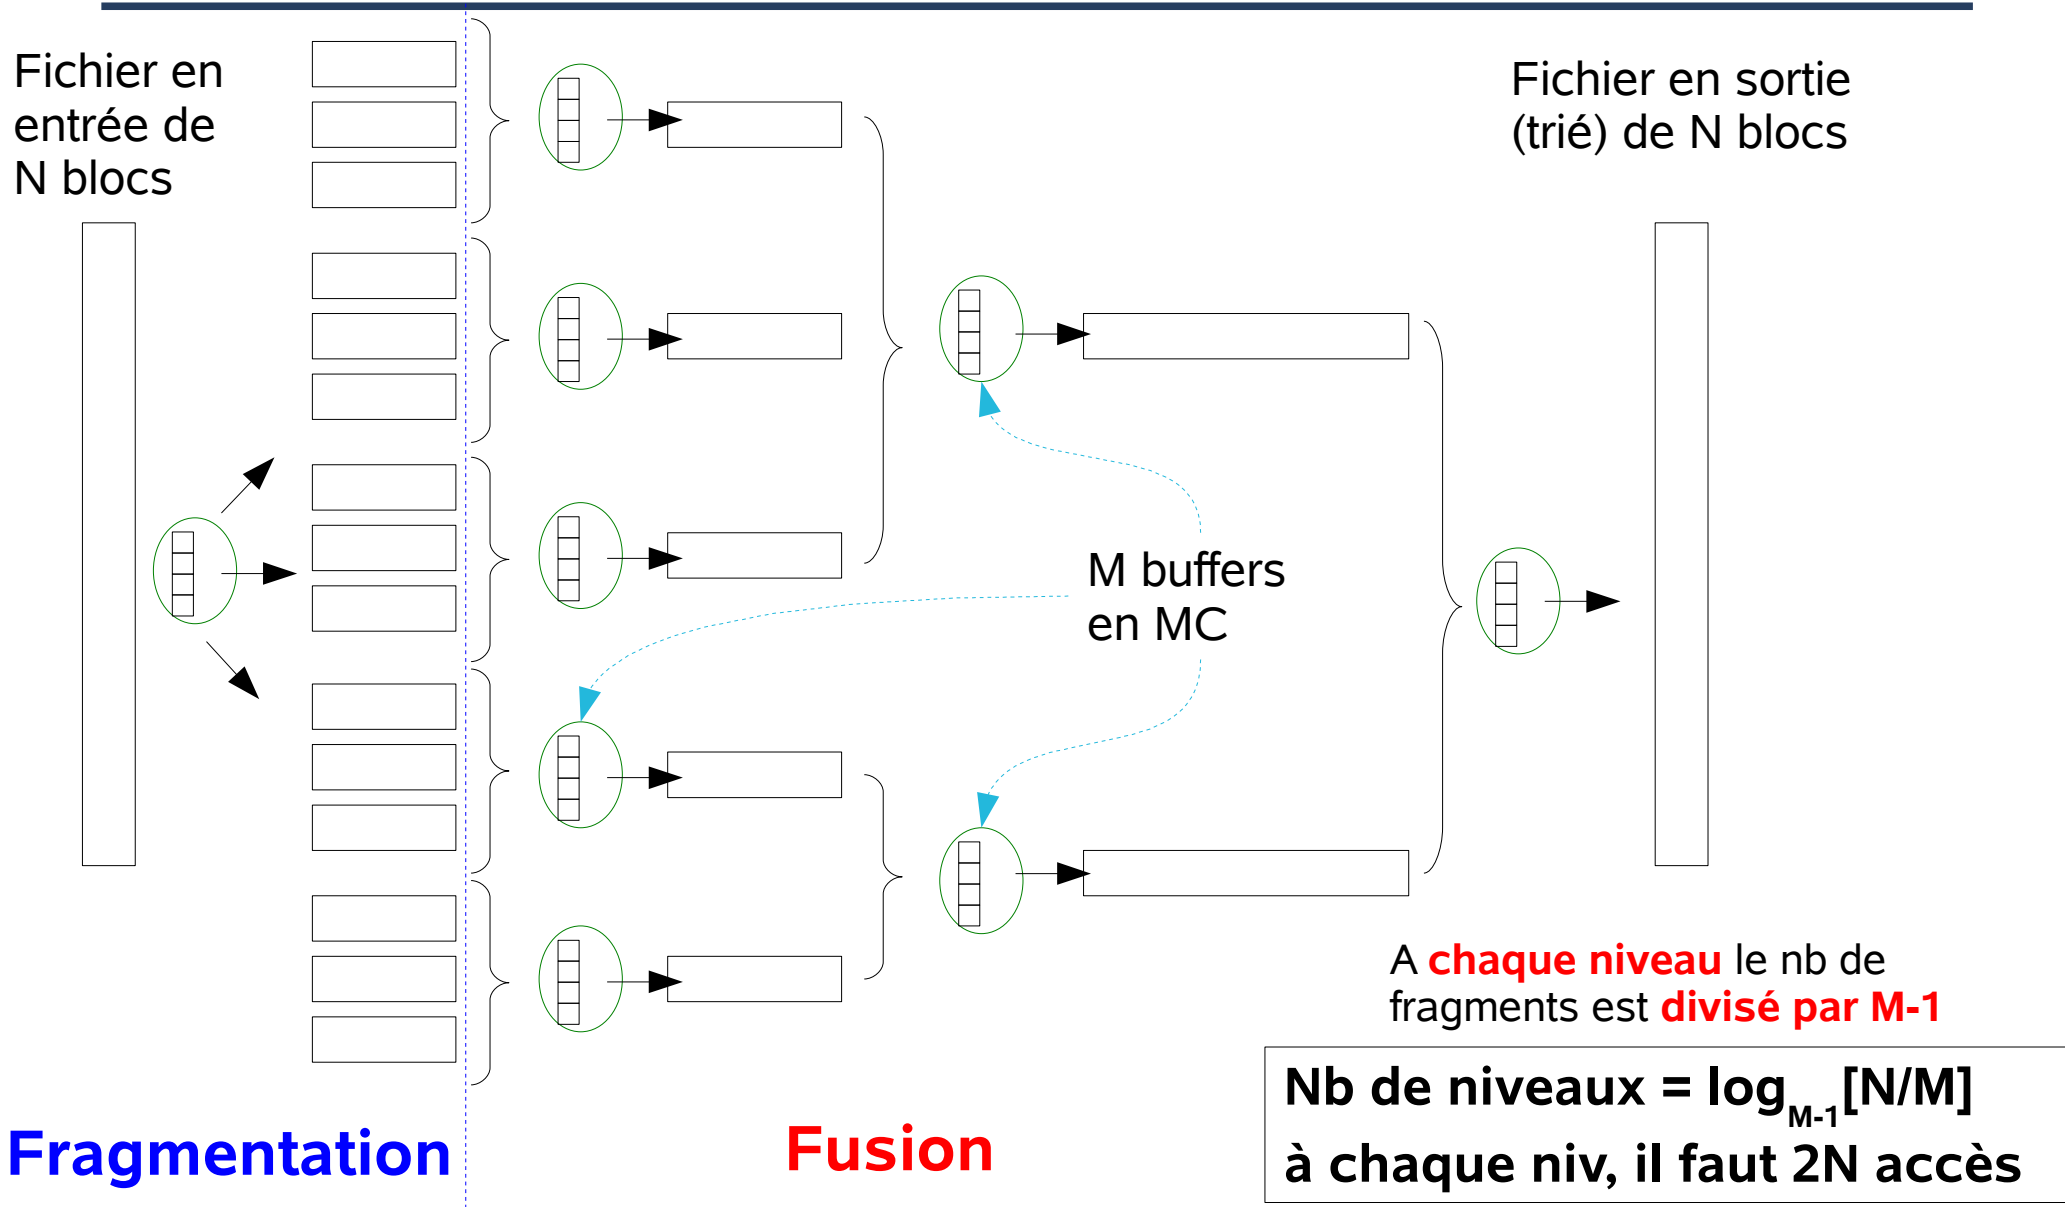 Fichier en
entrée de
N blocs
Fichier en sortie
(trié) de N blocs
M buffers
en MC
A chaque niveau le nb de
fragments est divisé par M-1
Nb de niveaux = log M-1 [N/M]
à chaque niv, il faut 2N accès
Fragmentation
Fusion